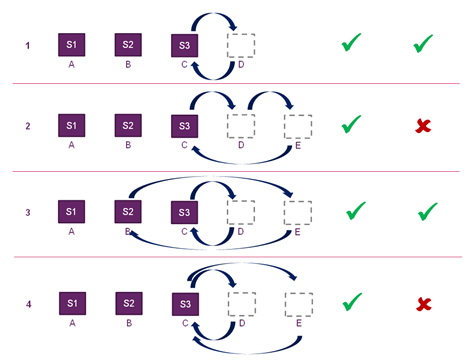 1 S1 S2 S3
A B C D
2 S1 S2 S3
A B C D E
3 S1 S2 S3
A B C D E
4 S1 S2 S3
A B C D E